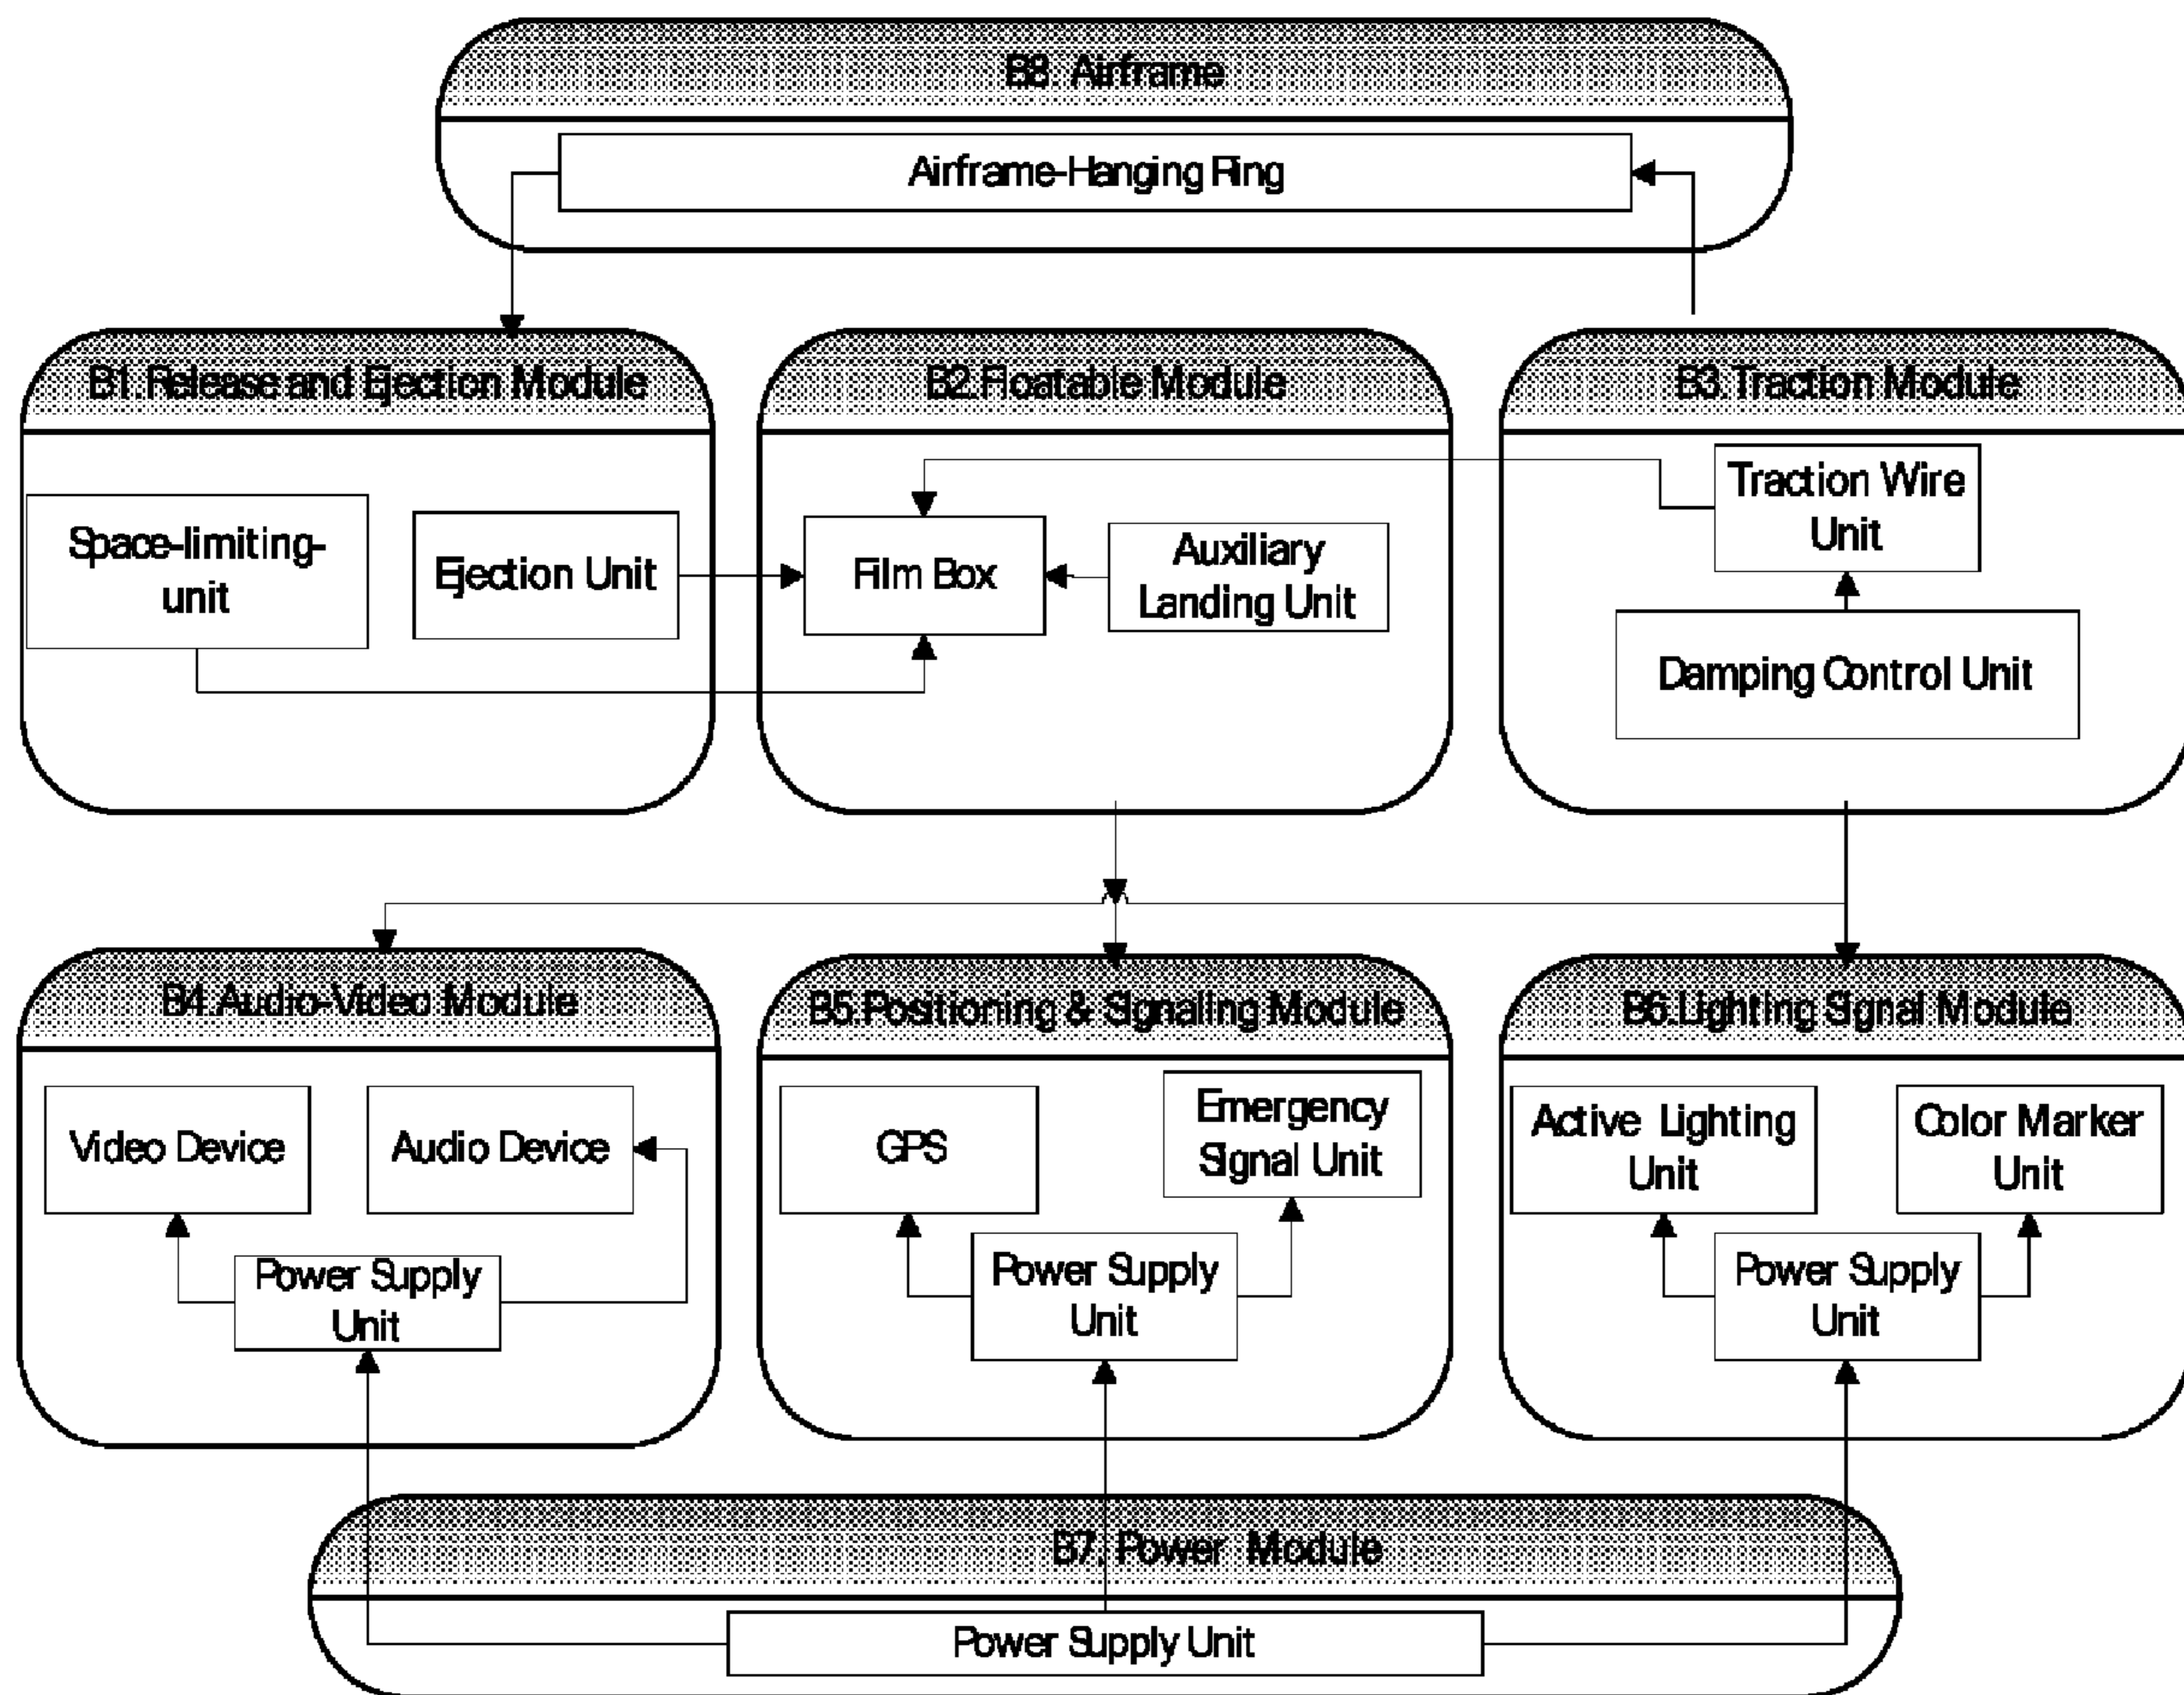 B8. Airframe
Airframe-Hanging Ring
B1.Release and Ejection Module
B2.Floatable Module
B3.Traction Module
Space-limiting-
unit
Ejection Unit
Film Box
Auxiliary
Landing Unit
Traction Wire
Unit
Damping Control Unit
B4.Audio-Video Module
B5.Positioning & Signaling Module
B6.Lighting Signal Module
Video Device
Audio Device
Power Supply
Unit
GPS
Emergency
Signal Unit
Power Supply
Unit
Active Lighting
Unit
Color Marker
Unit
Power Supply
Unit
B7. Power Module
Power Supply Unit